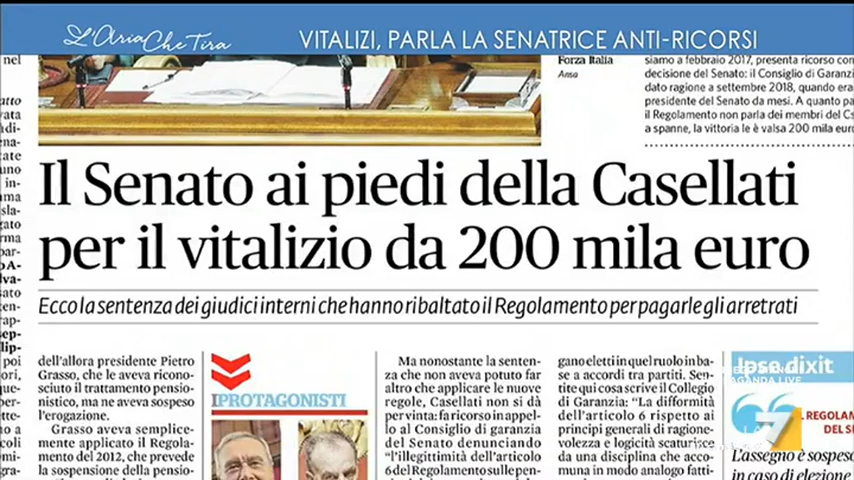 L'Aria Che Tira
VITALIZI, PARLA LA SENATRICE ANTI-RICORSI
nel
Forza Italia
Ansa
siamo a febbraio 2017, presenta ricorso con
decisione del Senato: il Consiglio di Garanzi
dato ragione a settembre 2018, quando era
presidente del Senato da mesi. A quanto pa
il Regolamento non parla dei membri del Cs
a spanne, la vittoria le è valsa 200 mila euro
Il Senato ai piedi della Casellati
per il vitalizio da 200 mila euro
Ecco la sentenza dei giudici interni che hanno ribaltato il Regolamento per pagarle gli arretrati
dell'allora presidente Pietro
Grasso, che le aveva ricono-
sciuto il trattamento pensio-
nistico, ma ne aveva sospeso
l'erogazione.
Grasso aveva semplice-
mente applicato il Regola-
mento del 2012, che prevede
la sospensione della pensio-
I PROTAGONISTI
Ma nonostante la senten-
za che non aveva potuto far
altro che applicare le nuove
regole, Casellati non si dà
per vinta: fa ricorso in appel-
lo al Consiglio di garanzia
del Senato denunciando
"l'illegittimità dell'articolo
6 del Regolamento sulle pen-
gano eletti in quel ruolo in ba-
se a accordi tra partiti. Sen-
tite qui cosa scrive il Collegio
di Garanzia: "La difformità
dell'articolo 6 rispetto ai
principi generali di ragione-
volezza e logicità scaturisce
da una disciplina che acco-
muna in modo analogo fatti-
Ipse dixit
REGOLAM
DEL S
L'assegno è sospeso
in caso di elezione